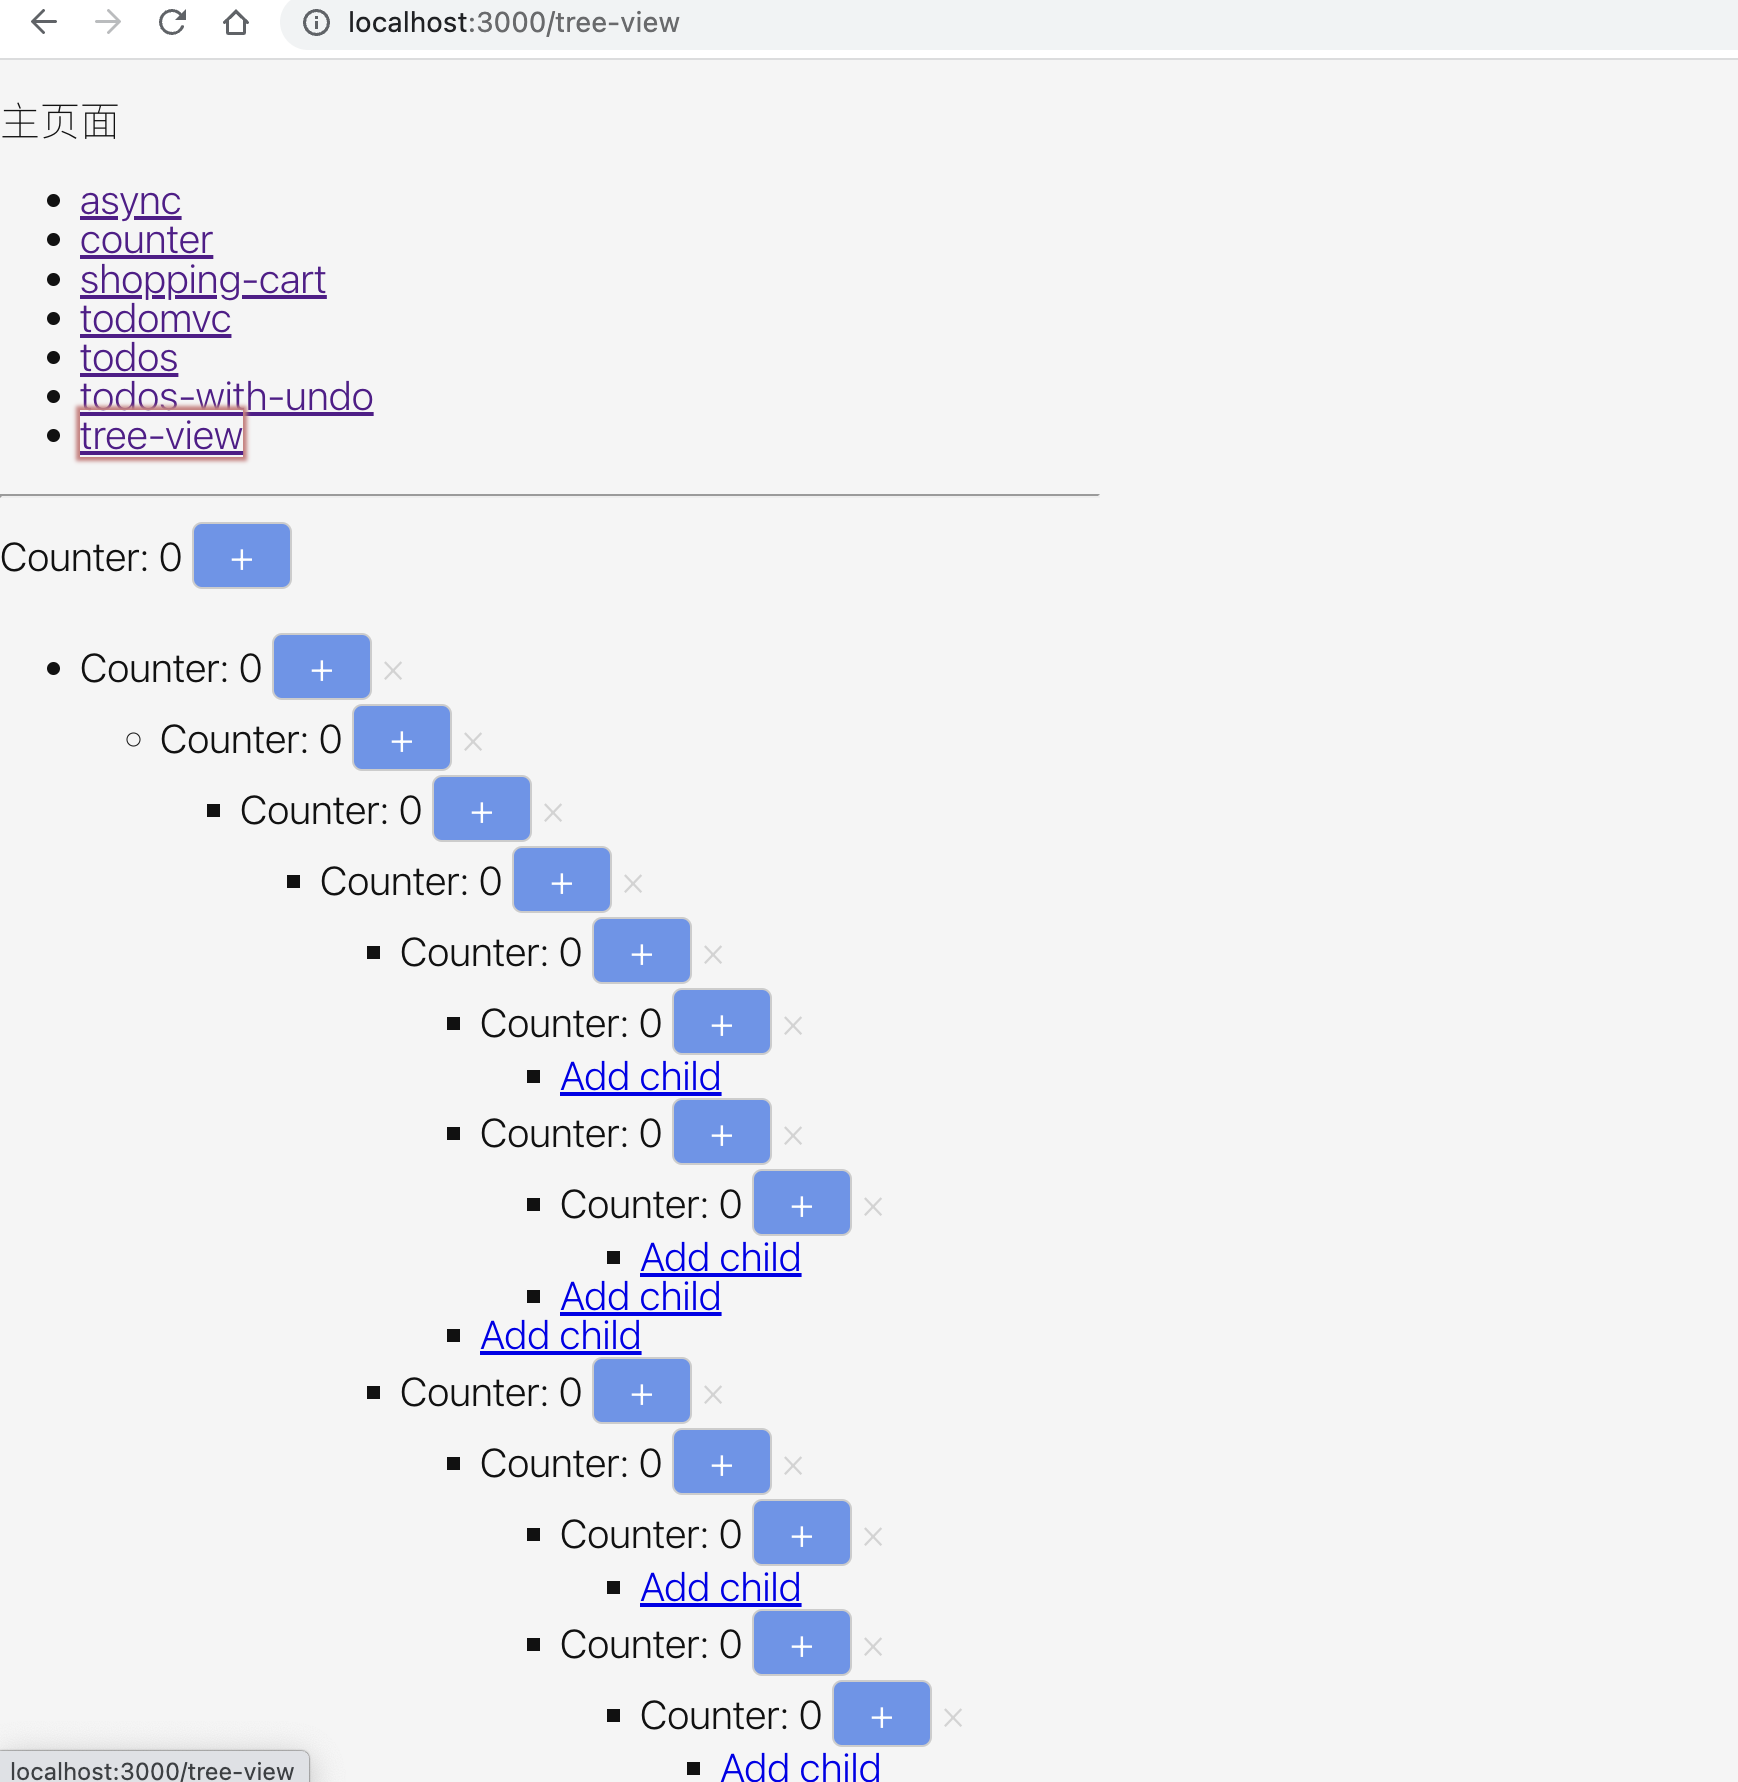 localhost:3000/tree-view
主页面
async
counter
shopping-cart
todomvc
todos
todos-with-undo
tree-view
Counter: 0 +
Counter: 0 + ×
Counter: 0 + ×
Counter: 0 + ×
Counter: 0 + ×
Counter: 0 + ×
Counter: 0 + ×
Add child
Counter: 0 + ×
Counter: 0 + ×
Add child
Add child
Add child
Counter: 0 + ×
Counter: 0 + ×
Counter: 0 + ×
Add child
Counter: 0 + ×
Counter: 0 + ×
Add child
localhost:3000/tree-view